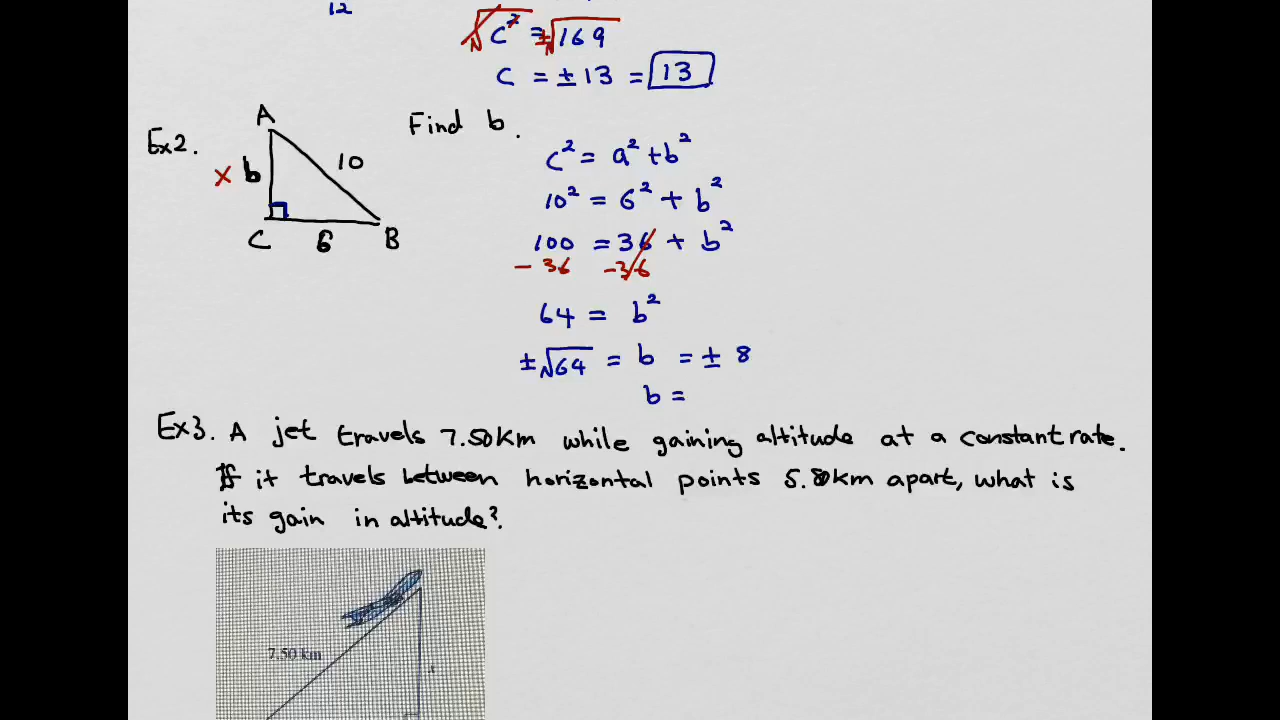 12
√c² = ±√169
c = ±13 = 13
Ex2.
A
Find b.
x b
10
C
6
B
c² = a² + b²
10² = 6² + b²
100 = 36 + b²
- 36 - 36
64 = b²
±√64 = b = ± 8
b =
Ex3. A jet travels 7.50km while gaining altitude at a constant rate.
If it travels between horizontal points 5.80km apart, what is
its gain in altitude?
7.50 km